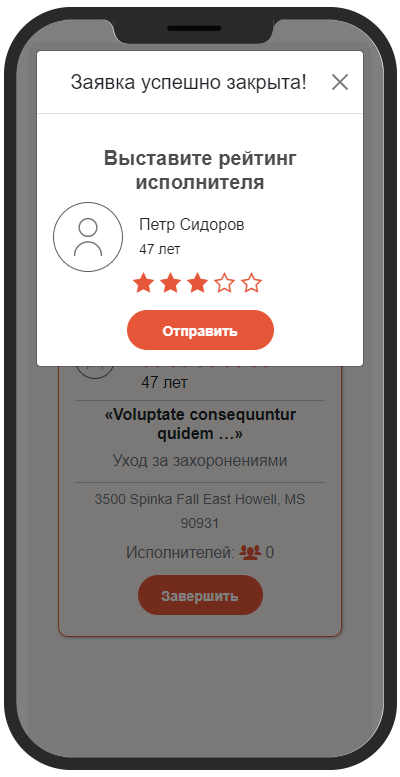 Заявка успешно закрыта!
Выставите рейтинг
исполнителя
Петр Сидоров
47 лет
Отправить
47 лет
«Voluptate consequuntur
quidem ...»
Уход за захоронениями
3500 Spinka Fall East Howell, MS
90931
Исполнителей: 0
Завершить